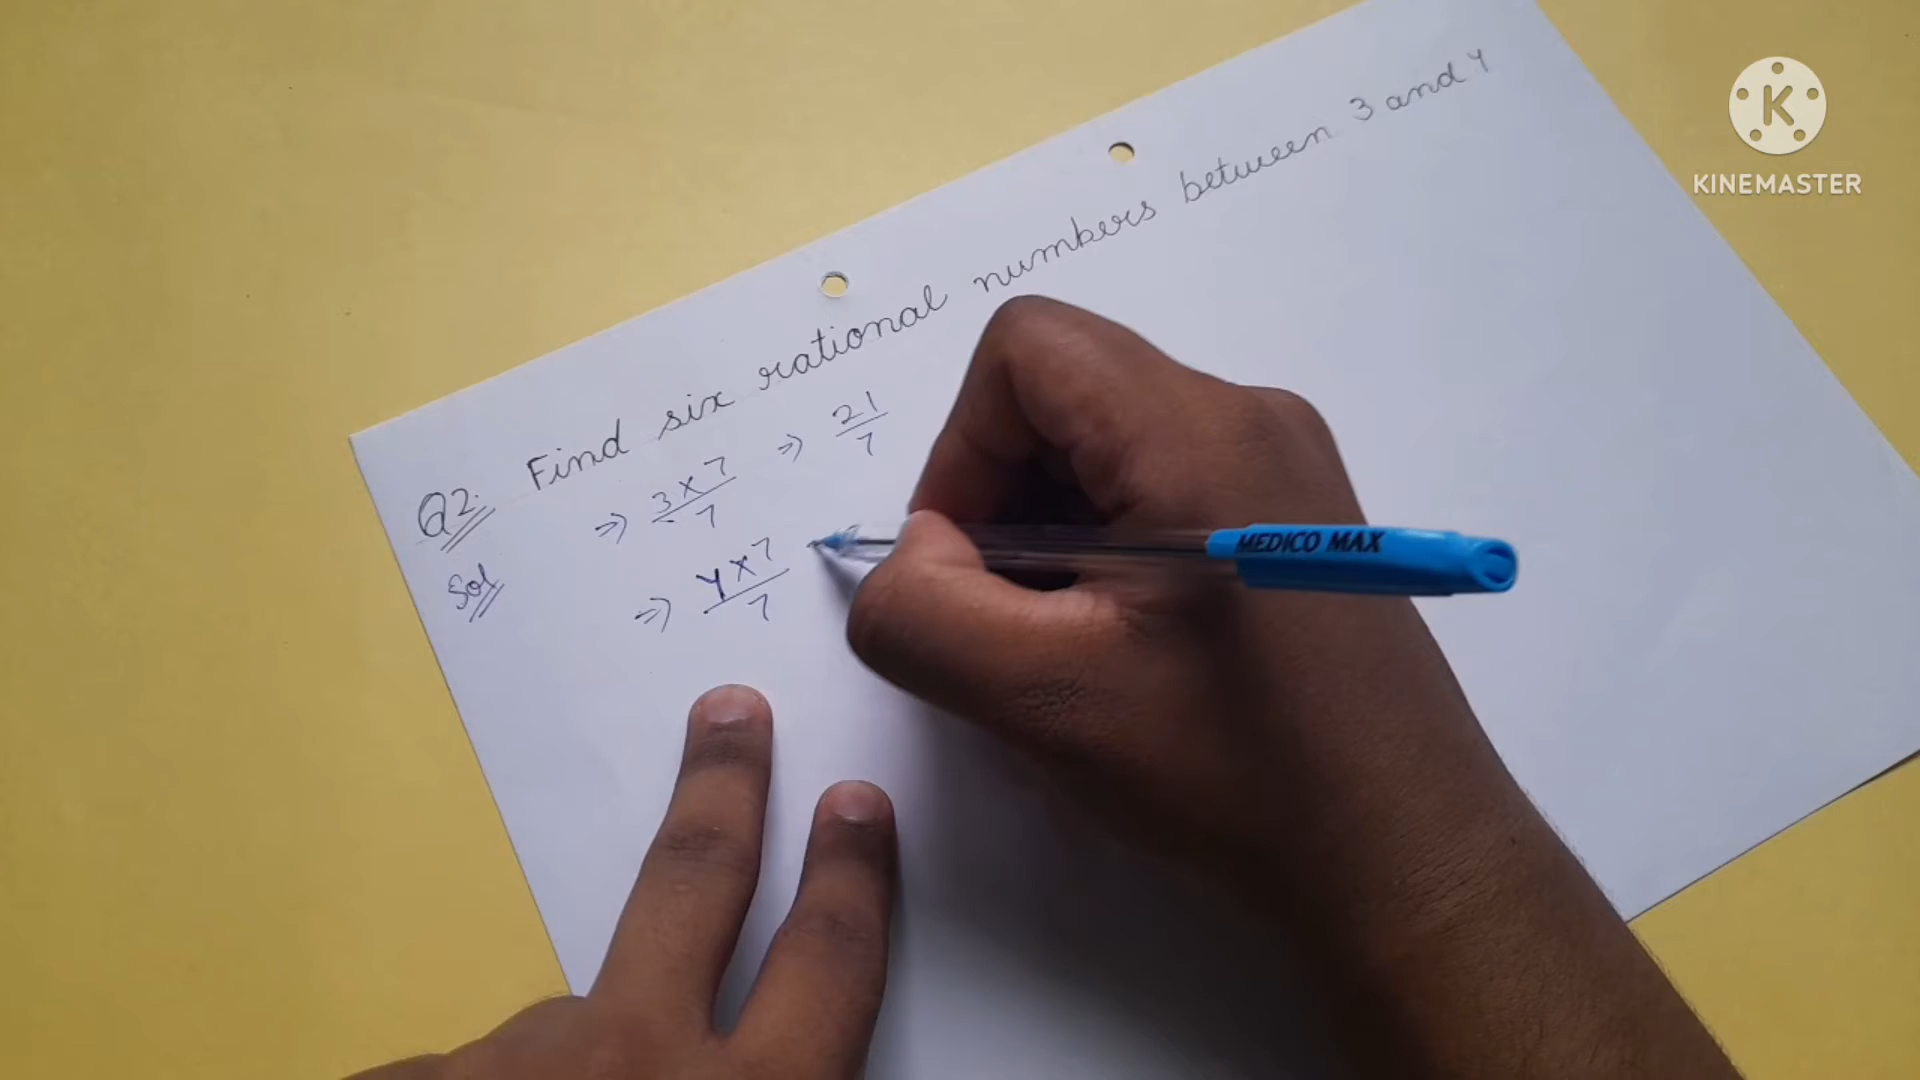 Q2. Find six rational numbers between 3 and 4
Sol
=> 3 x 7 / 7 => 21 / 7
=> 4 x 7 / 7
MEDICO MAX
K
KINEMASTER